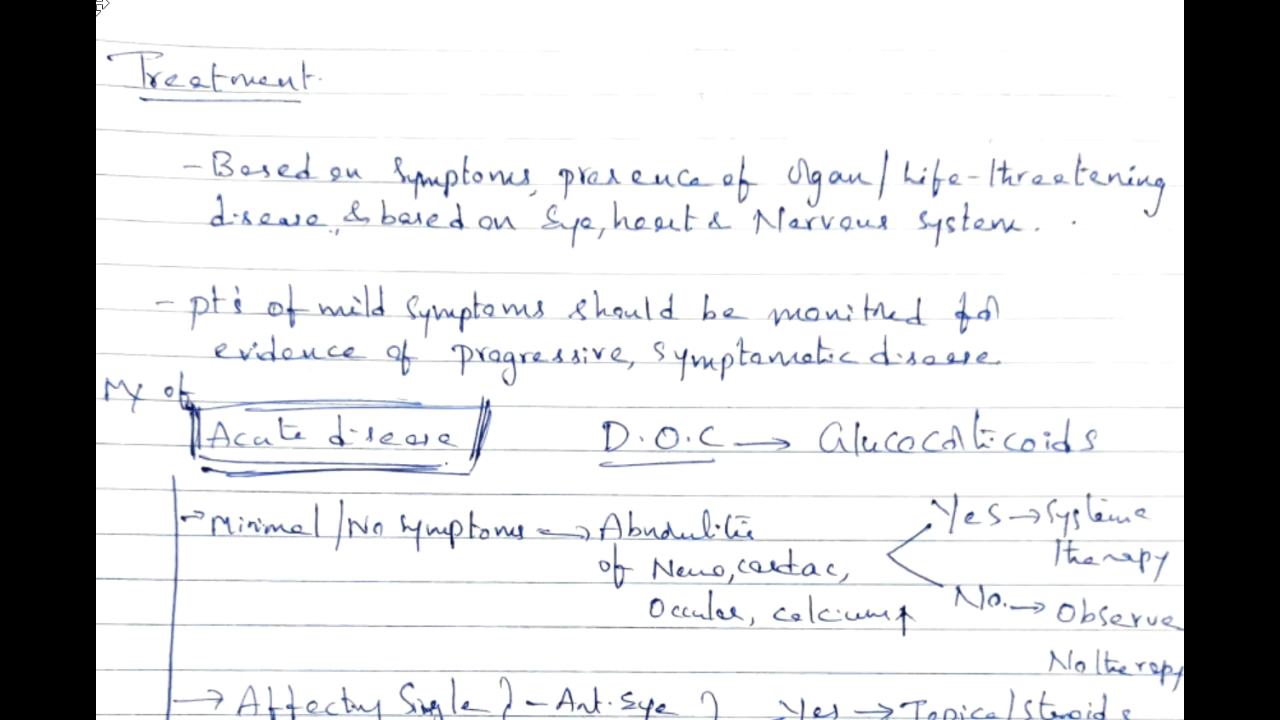 Treatment.
- Based on symptoms, presence of Organ/Life-threatening
disease, & based on Eye, heart & Nervous system.
- pt's of mild symptoms should be monitred for
evidence of progressive, symptomatic disease
Mx of
Acute disease
D.O.C → Glucocorticoids
→ Minimal/No symptoms → Abnormalitie
of Neuro, cardac,
Occular, calcium↑
Yes → Systemic
therapy
No. → Observe
No therapy
→ Affecting Single - Ant. Eye Yes → Topical Steroids